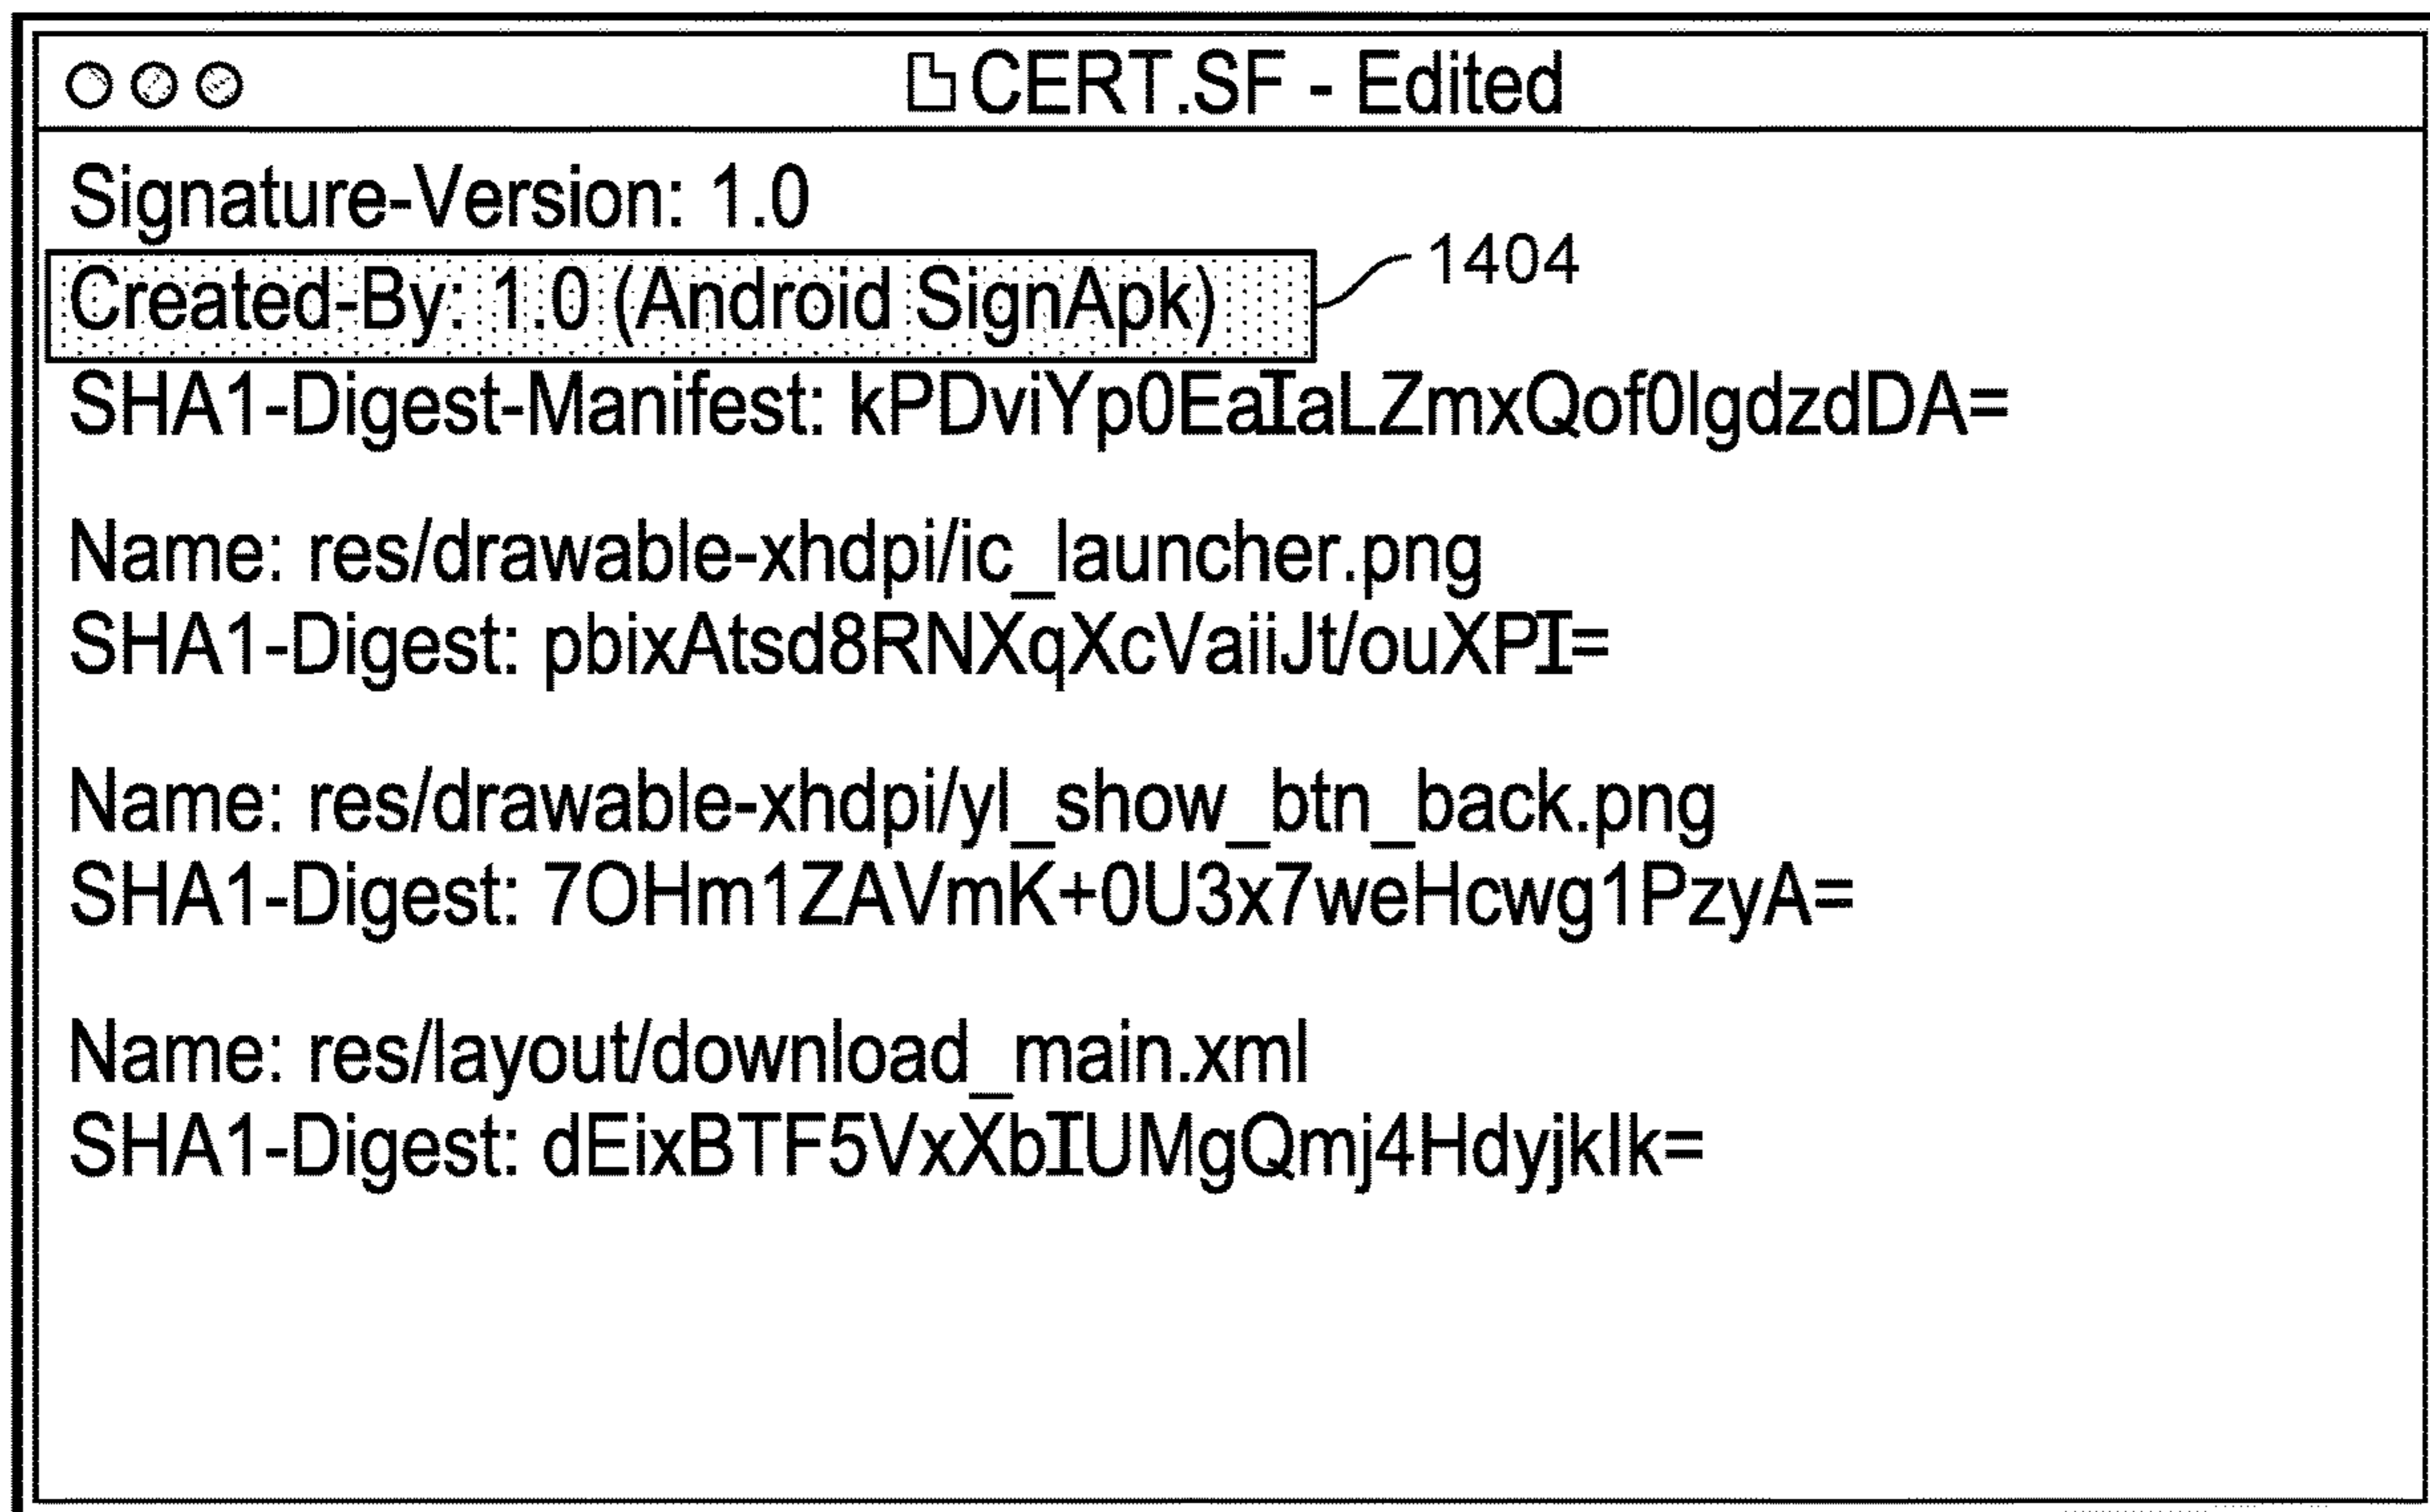 CERT.SF - Edited
Signature-Version: 1.0
Created-By: 1.0 (Android SignApk)
1404
SHA1-Digest-Manifest: kPDviYp0EaIaLZmxQof0lgdzdDA=
Name: res/drawable-xhdpi/ic_launcher.png
SHA1-Digest: pbixAtsd8RNXqXcVaiiJt/ouXPI=
Name: res/drawable-xhdpi/yl_show_btn_back.png
SHA1-Digest: 7OHm1ZAVmK+0U3x7weHcwg1PzyA=
Name: res/layout/download_main.xml
SHA1-Digest: dEixBTF5VxXbIUMgQmj4Hdyjklk=